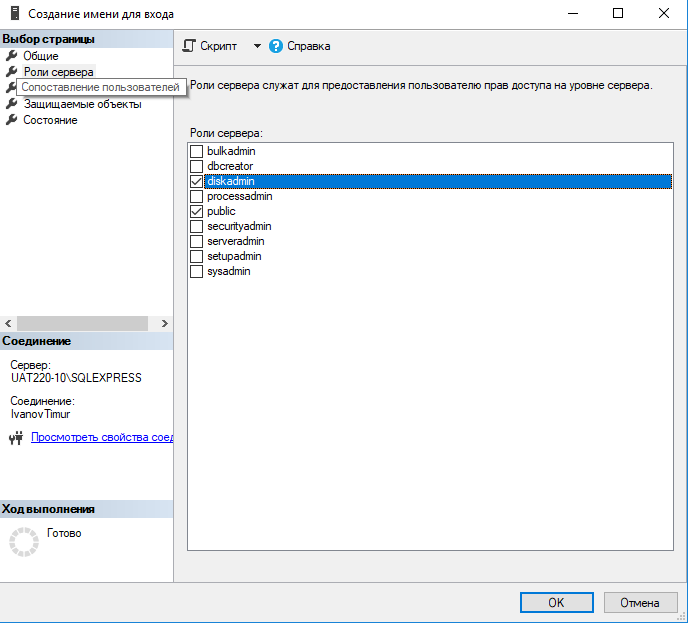 Создание имени для входа
Выбор страницы
Общие
Роли сервера
Сопоставление пользователей
Защищаемые объекты
Состояние
Скрипт
Справка
Роли сервера служат для предоставления пользователю прав доступа на уровне сервера.
Роли сервера:
bulkadmin
dbcreator
diskadmin
processadmin
public
securityadmin
serveradmin
setupadmin
sysadmin
Соединение
Сервер:
UAT220-10\SQLEXPRESS
Соединение:
IvanovTimur
Просмотреть свойства соед
Ход выполнения
Готово
OK
Отмена